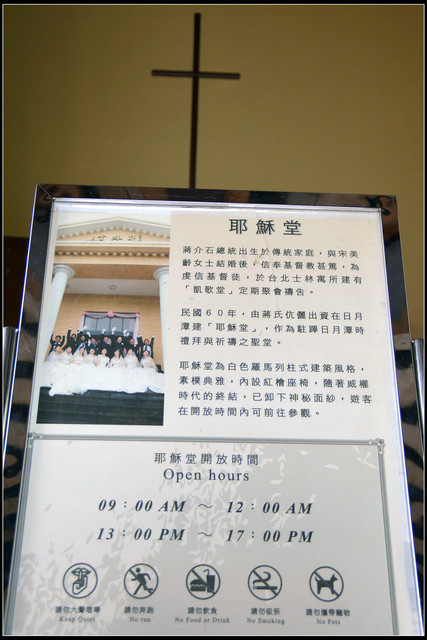 耶穌堂
蔣介石總統出生於傳統家庭，與宋美
齡女士結婚後，信奉基督教甚篤，為
虔信基督徒，於台北士林寓所建有
「凱歌堂」定期聚會禱告。
民國60年，由蔣氏伉儷出資在日月
潭建「耶穌堂」，作為駐蹕日月潭時
禮拜與祈禱之聖堂。
耶穌堂為白色羅馬列柱式建築風格，
素樸典雅，內設紅檜座椅，隨著威權
時代的終結，已卸下神秘面紗，遊客
在開放時間內可前往參觀。
耶穌堂開放時間
Open hours
09：00 AM ～ 12：00 AM
13：00 PM ～ 17：00 PM
請勿大聲喧嘩 請勿奔跑 請勿飲食 請勿吸菸 請勿攜帶寵物
Keep Quiet No run No Food or Drink No Smoking No Pets